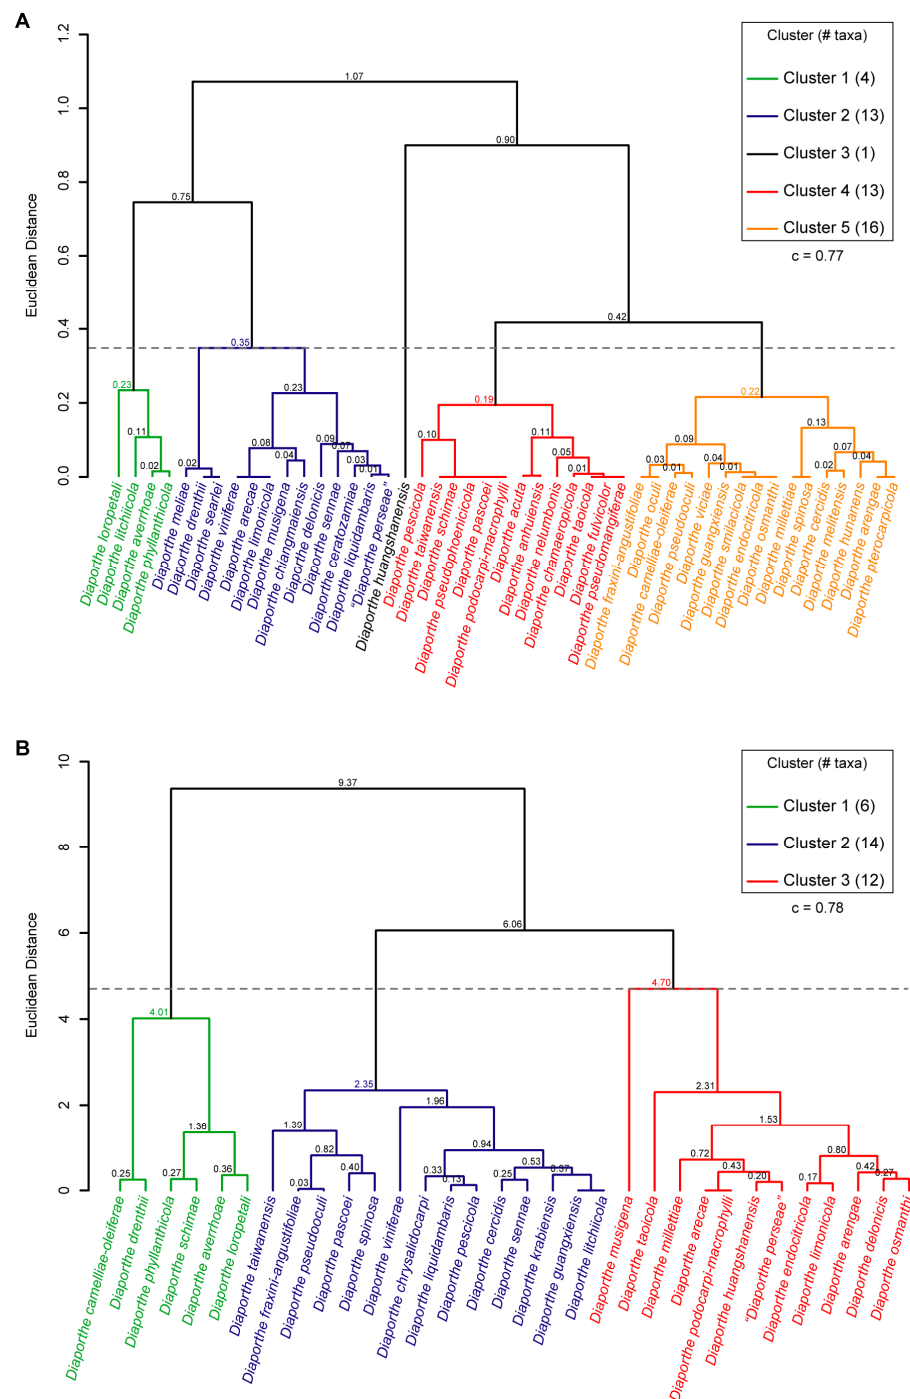 A
Euclidean Distance
1.2
1.0
0.8
0.6
0.4
0.2
0.0
Cluster (# taxa)
Cluster 1 (4)
Cluster 2 (13)
Cluster 3 (1)
Cluster 4 (13)
Cluster 5 (16)
c = 0.77
1.07
0.90
0.75
0.42
0.35
0.23
0.11
0.02
0.02
0.23
0.08
0.04
0.09
0.07
0.03
0.01
0.19
0.10
0.11
0.05
0.01
0.22
0.09
0.03
0.01
0.04
0.01
0.13
0.02
0.07
0.04
Diaporthe loropetali
Diaporthe litchiicola
Diaporthe averrhoae
Diaporthe phyllanthicola
Diaporthe meliae
Diaporthe drenthii
Diaporthe searlei
Diaporthe viniferae
Diaporthe arecae
Diaporthe limonicola
Diaporthe musigena
Diaporthe chiangmaiensis
Diaporthe delonicis
Diaporthe sennae
Diaporthe ceratozamiae
Diaporthe liquidambaris
“Diaporthe perseae”
Diaporthe huangshanensis
Diaporthe pescicola
Diaporthe taiwanensis
Diaporthe schimae
Diaporthe pseudophoenicicola
Diaporthe pascoei
Diaporthe podocarpi-macrophylli
Diaporthe acuta
Diaporthe anhuiensis
Diaporthe nelumbonis
Diaporthe chamaeropicola
Diaporthe taoicola
Diaporthe fulvicolor
Diaporthe pseudomangiferae
Diaporthe fraxini-angustifoliae
Diaporthe oculi
Diaporthe camelliae-oleiferae
Diaporthe pseudooculi
Diaporthe viciae
Diaporthe guangxiensis
Diaporthe smilacicola
Diaporthe endocitricola
Diaporthe osmanthi
Diaporthe millettiae
Diaporthe spinosa
Diaporthe cercidis
Diaporthe melitensis
Diaporthe hunanensis
Diaporthe arengae
Diaporthe pterocarpicola
B
Euclidean Distance
10
8
6
4
2
0
Cluster (# taxa)
Cluster 1 (6)
Cluster 2 (14)
Cluster 3 (12)
c = 0.78
9.37
6.06
4.70
4.01
0.25
1.36
0.27
0.36
2.35
1.39
0.82
0.03
0.40
1.96
0.94
0.33
0.13
0.53
0.25
0.37
2.31
1.53
0.72
0.43
0.20
0.80
0.17
0.42
0.27
Diaporthe camelliae-oleiferae
Diaporthe drenthii
Diaporthe phyllanthicola
Diaporthe schimae
Diaporthe averrhoae
Diaporthe loropetali
Diaporthe taiwanensis
Diaporthe fraxini-angustifoliae
Diaporthe pseudooculi
Diaporthe pascoei
Diaporthe spinosa
Diaporthe viniferae
Diaporthe chrysalidocarpi
Diaporthe liquidambaris
Diaporthe pescicola
Diaporthe cercidis
Diaporthe sennae
Diaporthe krabiensis
Diaporthe guangxiensis
Diaporthe litchiicola
Diaporthe musigena
Diaporthe taoicola
Diaporthe millettiae
Diaporthe arecae
Diaporthe podocarpi-macrophylli
Diaporthe huangshanensis
“Diaporthe perseae”
Diaporthe endocitricola
Diaporthe limonicola
Diaporthe arengae
Diaporthe delonicis
Diaporthe osmanthi